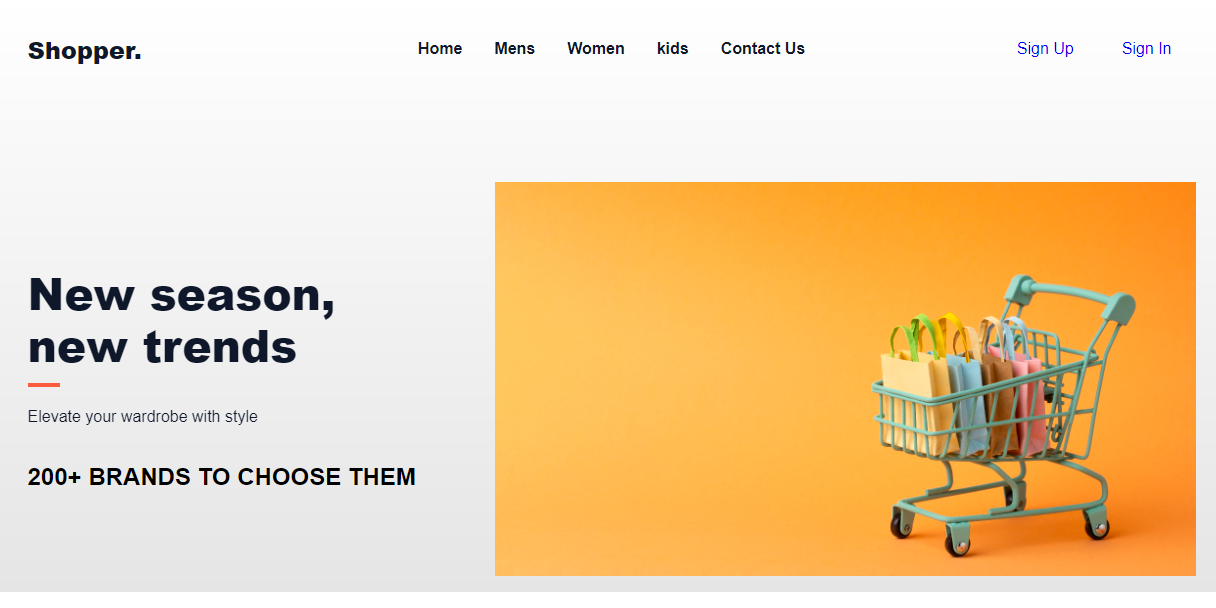 Shopper.
Home Mens Women kids Contact Us Sign Up Sign In
New season,
new trends
Elevate your wardrobe with style
200+ BRANDS TO CHOOSE THEM